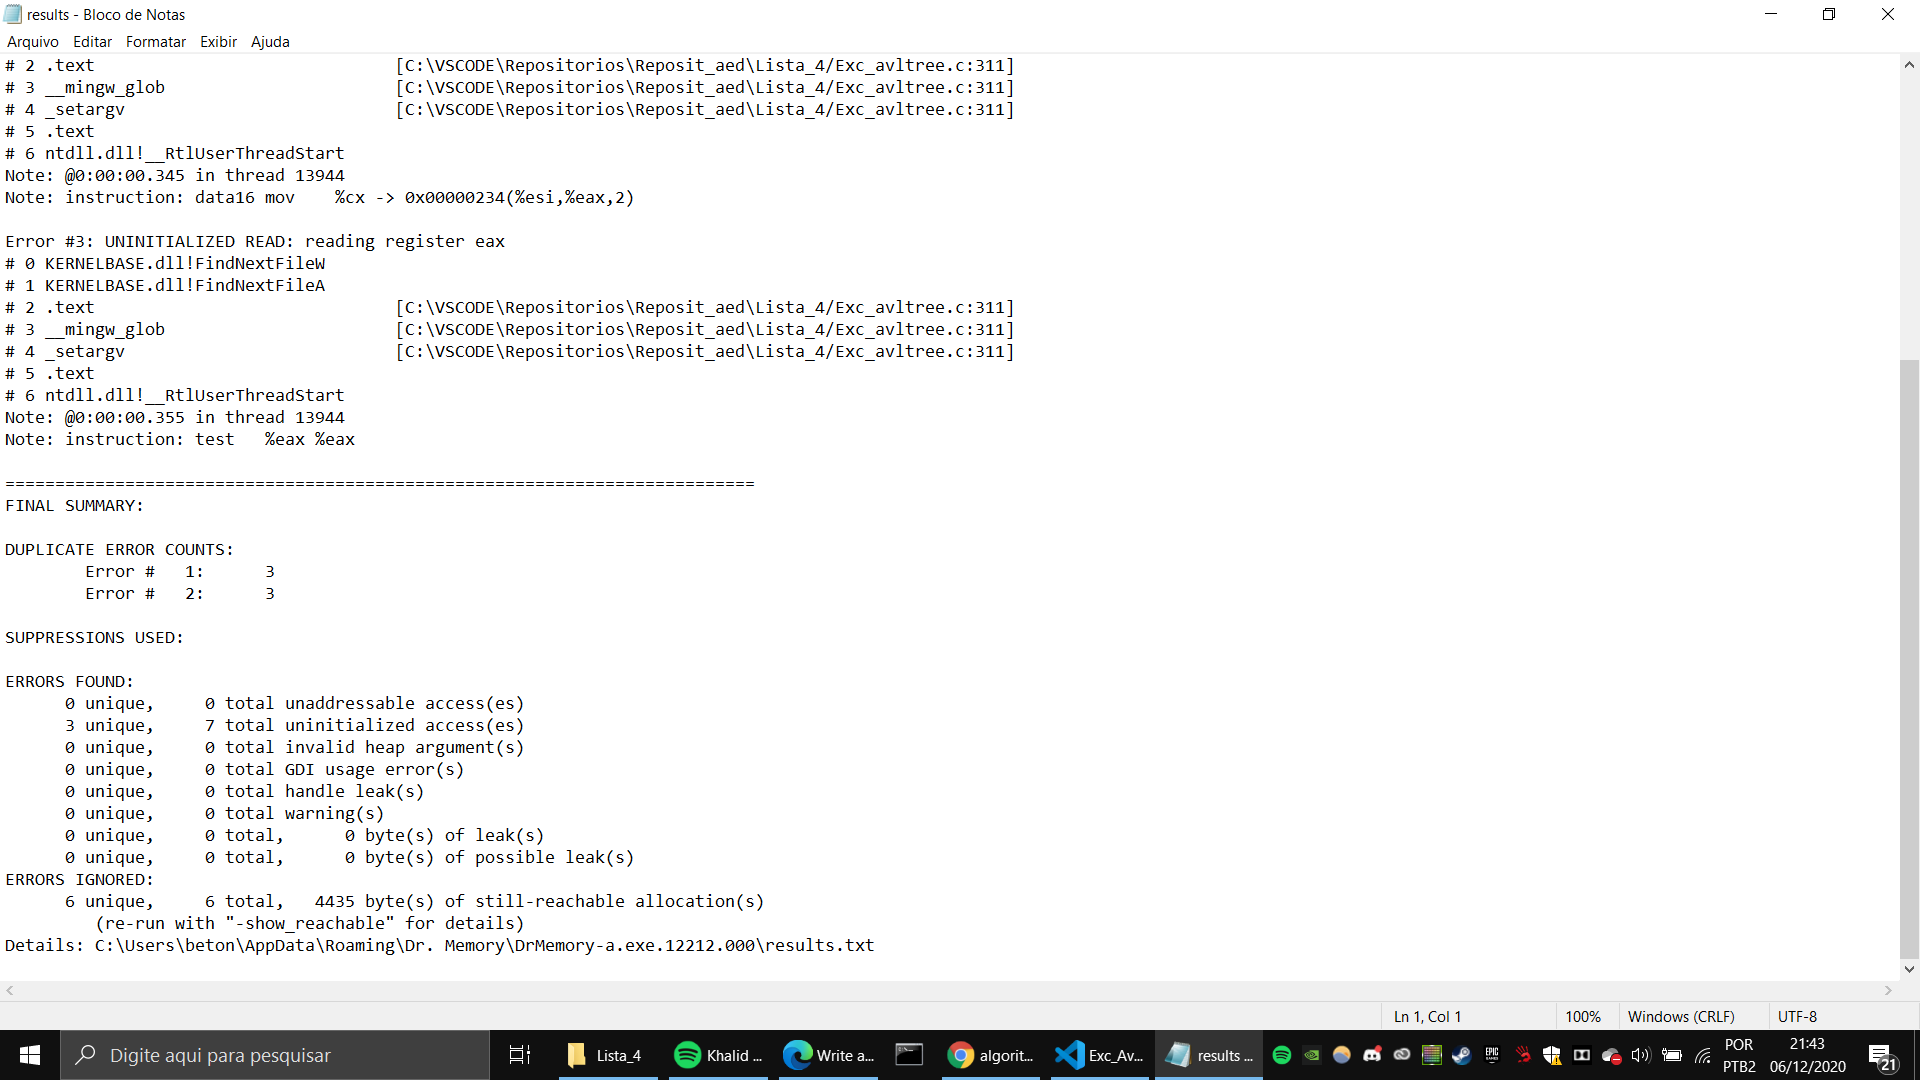 results - Bloco de Notas
Arquivo Editar Formatar Exibir Ajuda
# 2 .text [C:\VSCODE\Repositorios\Reposit_aed\Lista_4/Exc_avltree.c:311]
# 3 __mingw_glob [C:\VSCODE\Repositorios\Reposit_aed\Lista_4/Exc_avltree.c:311]
# 4 _setargv [C:\VSCODE\Repositorios\Reposit_aed\Lista_4/Exc_avltree.c:311]
# 5 .text
# 6 ntdll.dll!__RtlUserThreadStart
Note: @0:00:00.345 in thread 13944
Note: instruction: data16 mov %cx -> 0x00000234(%esi,%eax,2)
Error #3: UNINITIALIZED READ: reading register eax
# 0 KERNELBASE.dll!FindNextFileW
# 1 KERNELBASE.dll!FindNextFileA
# 2 .text [C:\VSCODE\Repositorios\Reposit_aed\Lista_4/Exc_avltree.c:311]
# 3 __mingw_glob [C:\VSCODE\Repositorios\Reposit_aed\Lista_4/Exc_avltree.c:311]
# 4 _setargv [C:\VSCODE\Repositorios\Reposit_aed\Lista_4/Exc_avltree.c:311]
# 5 .text
# 6 ntdll.dll!__RtlUserThreadStart
Note: @0:00:00.355 in thread 13944
Note: instruction: test %eax %eax
===========================================================================
FINAL SUMMARY:
DUPLICATE ERROR COUNTS:
Error # 1: 3
Error # 2: 3
SUPPRESSIONS USED:
ERRORS FOUND:
0 unique, 0 total unaddressable access(es)
3 unique, 7 total uninitialized access(es)
0 unique, 0 total invalid heap argument(s)
0 unique, 0 total GDI usage error(s)
0 unique, 0 total handle leak(s)
0 unique, 0 total warning(s)
0 unique, 0 total, 0 byte(s) of leak(s)
0 unique, 0 total, 0 byte(s) of possible leak(s)
ERRORS IGNORED:
6 unique, 6 total, 4435 byte(s) of still-reachable allocation(s)
(re-run with "-show_reachable" for details)
Details: C:\Users\beton\AppData\Roaming\Dr. Memory\DrMemory-a.exe.12212.000\results.txt
Ln 1, Col 1 100% Windows (CRLF) UTF-8
Digite aqui para pesquisar Lista_4 Khalid ... Write a... algorit... Exc_Av... results ... EPIC GAMES POR 21:43
PTB2 06/12/2020 21